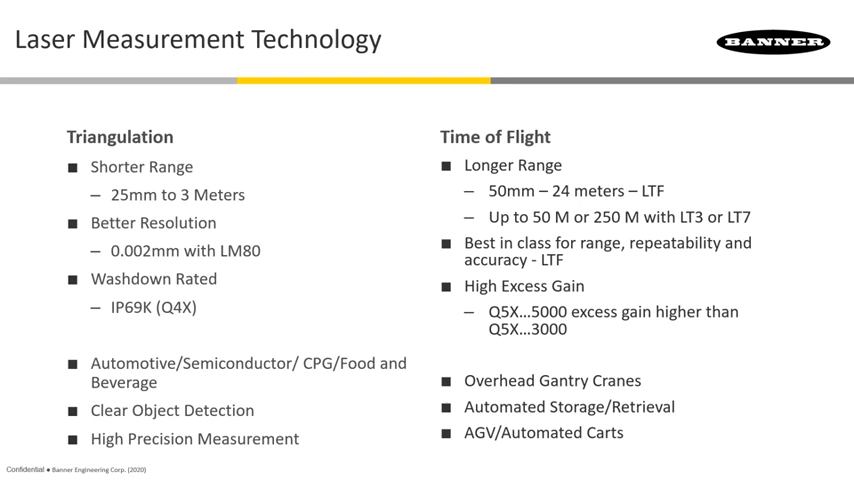 Laser Measurement Technology
BANNER
Triangulation
■ Shorter Range
– 25mm to 3 Meters
■ Better Resolution
– 0.002mm with LM80
■ Washdown Rated
– IP69K (Q4X)
■ Automotive/Semiconductor/ CPG/Food and
Beverage
■ Clear Object Detection
■ High Precision Measurement
Time of Flight
■ Longer Range
– 50mm – 24 meters – LTF
– Up to 50 M or 250 M with LT3 or LT7
■ Best in class for range, repeatability and
accuracy - LTF
■ High Excess Gain
– Q5X…5000 excess gain higher than
Q5X…3000
■ Overhead Gantry Cranes
■ Automated Storage/Retrieval
■ AGV/Automated Carts
Confidential ● Banner Engineering Corp. (2020)